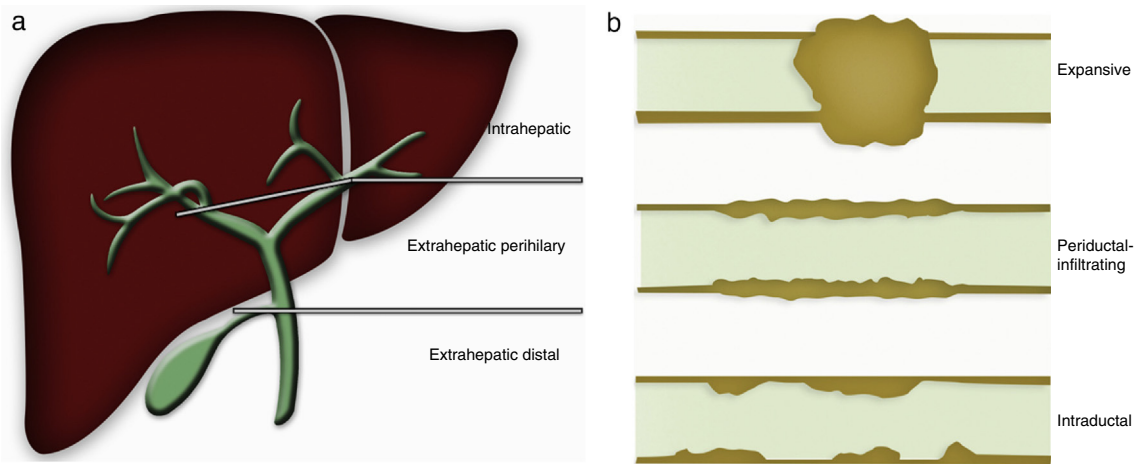 a
Intrahepatic
Extrahepatic perihilary
Extrahepatic distal
b
Expansive
Periductal-
infiltrating
Intraductal